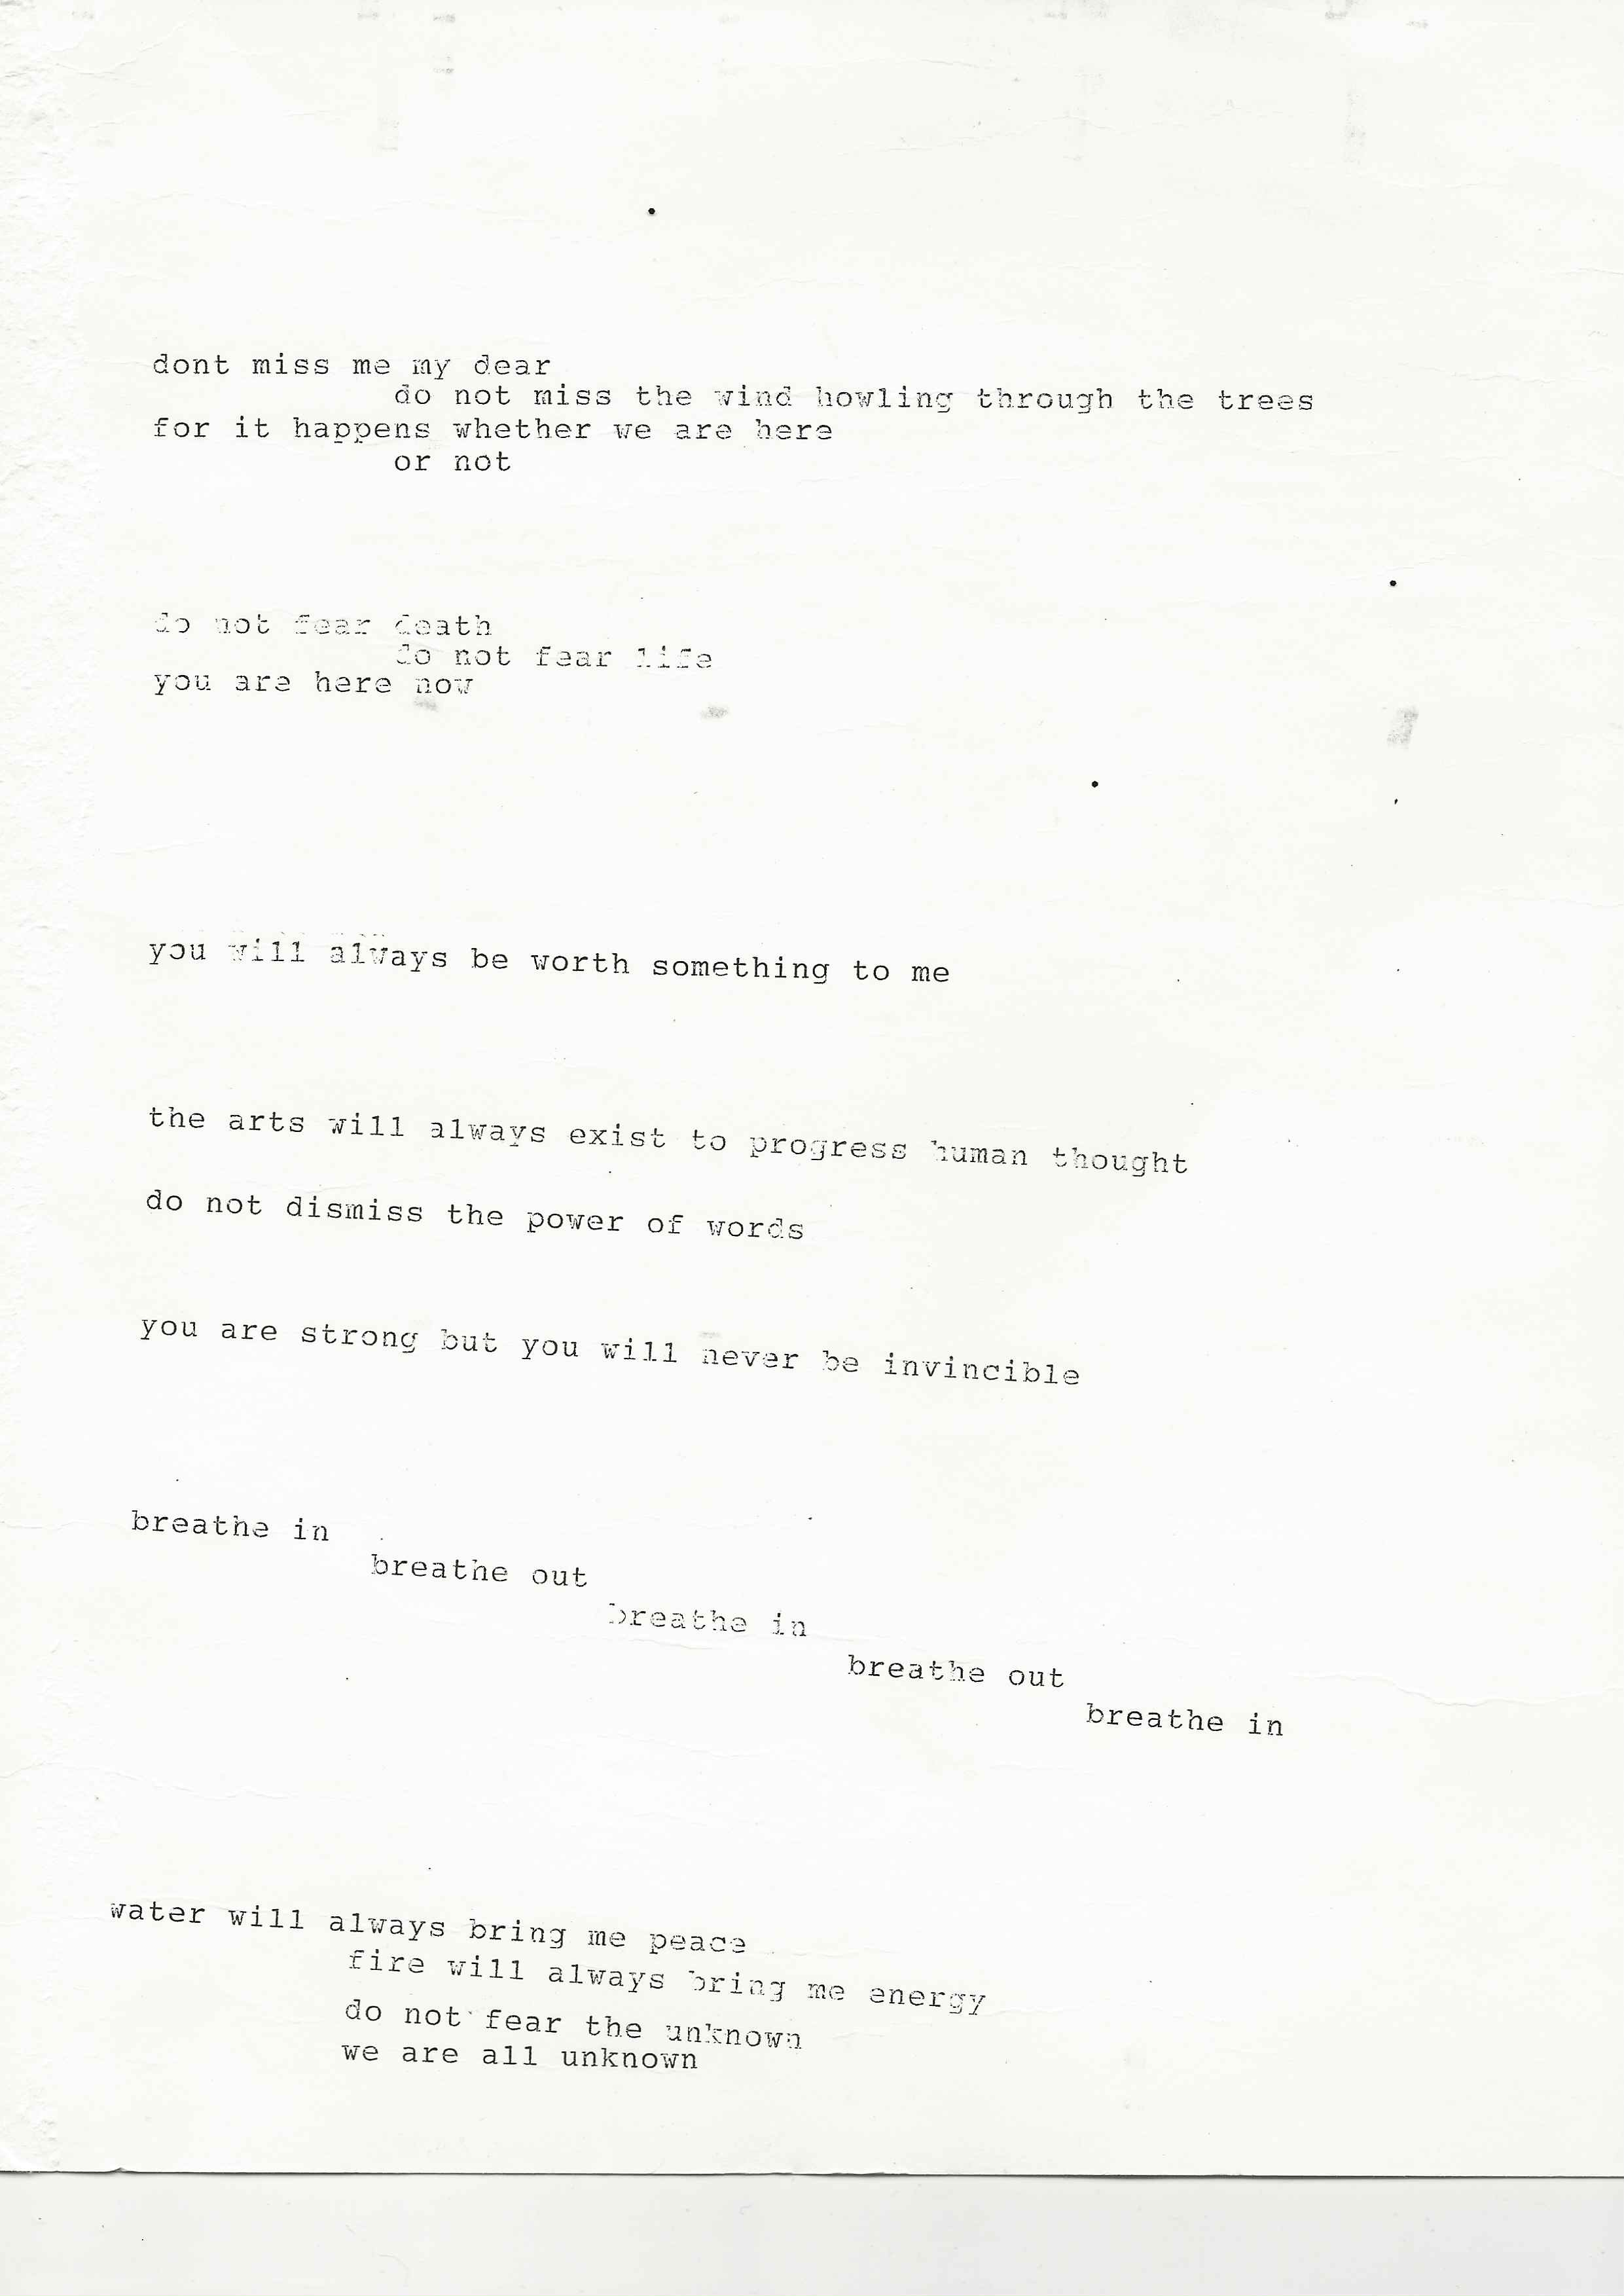 dont miss me my dear
do not miss the wind howling through the trees
for it happens whether we are here
or not
do not fear death
do not fear life
you are here now
you will always be worth something to me
the arts will always exist to progress human thought
do not dismiss the power of words
you are strong but you will never be invincible
breathe in
breathe out
breathe in
breathe out
breathe in
water will always bring me peace
fire will always bring me energy
do not fear the unknown
we are all unknown